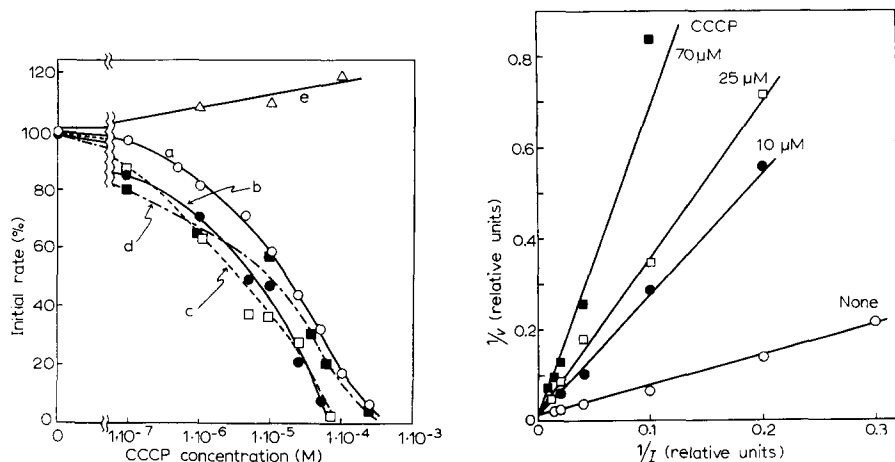 120
100
80
60
40
20
0
Initial rate (%)
e
a
b
d
c
0
1·10⁻⁷
1·10⁻⁶
1·10⁻⁵
1·10⁻⁴
1·10⁻³
CCCP concentration (M)
0.8
0.6
0.4
0.2
0
1/V (relative units)
CCCP
70 μM
25 μM
10 μM
None
0
0.1
0.2
0.3
1/I (relative units)